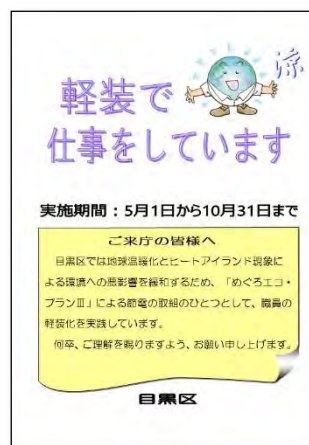 涼
軽装で
仕事をしています
実施期間：5月1日から10月31日まで
ご来庁の皆様へ
目黒区では地球温暖化とヒートアイランド現象に
よる環境への悪影響を緩和するため、「めぐろエコ・
プランⅢ」による節電の取組のひとつとして、職員の
軽装化を実践しています。
何卒、ご理解を賜りますよう、お願い申し上げます。
目黒区